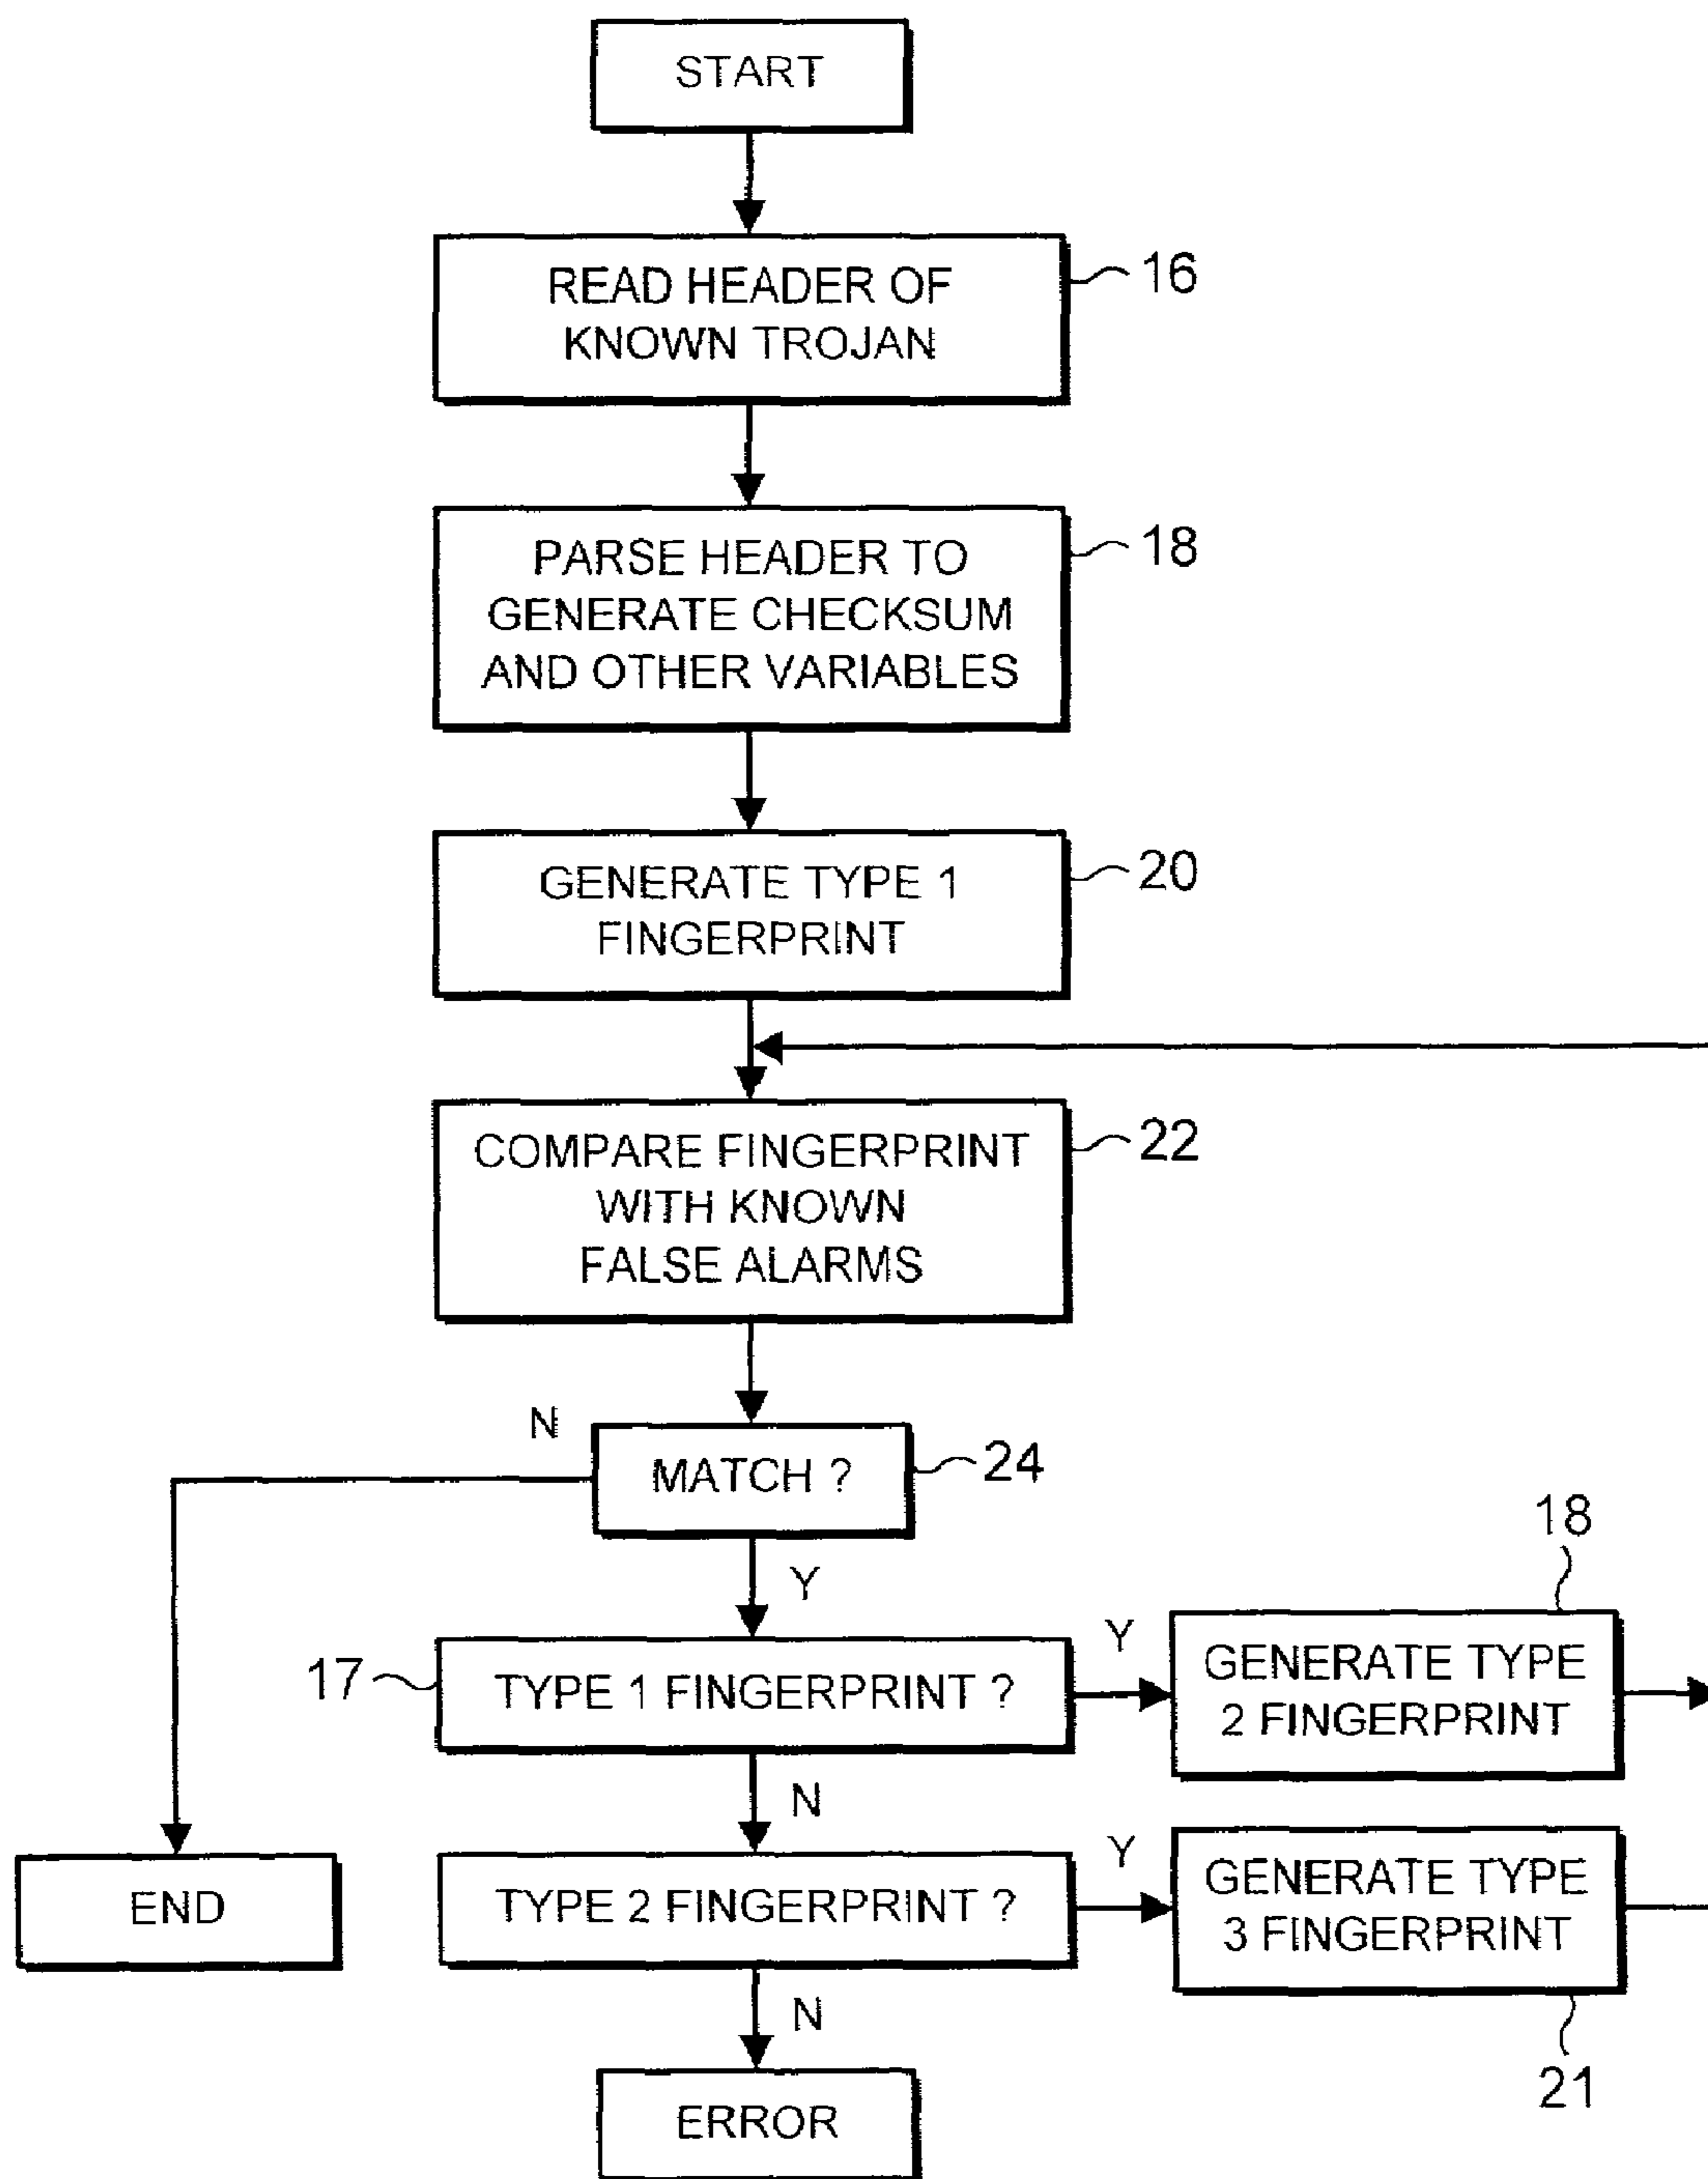 START
READ HEADER OF
KNOWN TROJAN
16
PARSE HEADER TO
GENERATE CHECKSUM
AND OTHER VARIABLES
18
GENERATE TYPE 1
FINGERPRINT
20
COMPARE FINGERPRINT
WITH KNOWN
FALSE ALARMS
22
N
MATCH ?
24
Y
17
TYPE 1 FINGERPRINT ?
Y
18
GENERATE TYPE
2 FINGERPRINT
N
END
TYPE 2 FINGERPRINT ?
Y
GENERATE TYPE
3 FINGERPRINT
21
N
ERROR